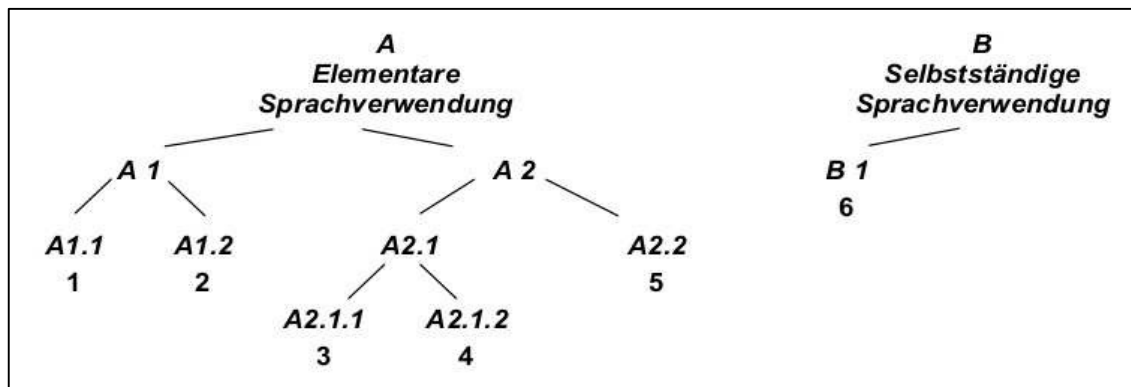 A
Elementare
Sprachverwendung
B
Selbstständige
Sprachverwendung
A 1
A 2
B 1
6
A1.1
1
A1.2
2
A2.1
A2.2
5
A2.1.1
3
A2.1.2
4